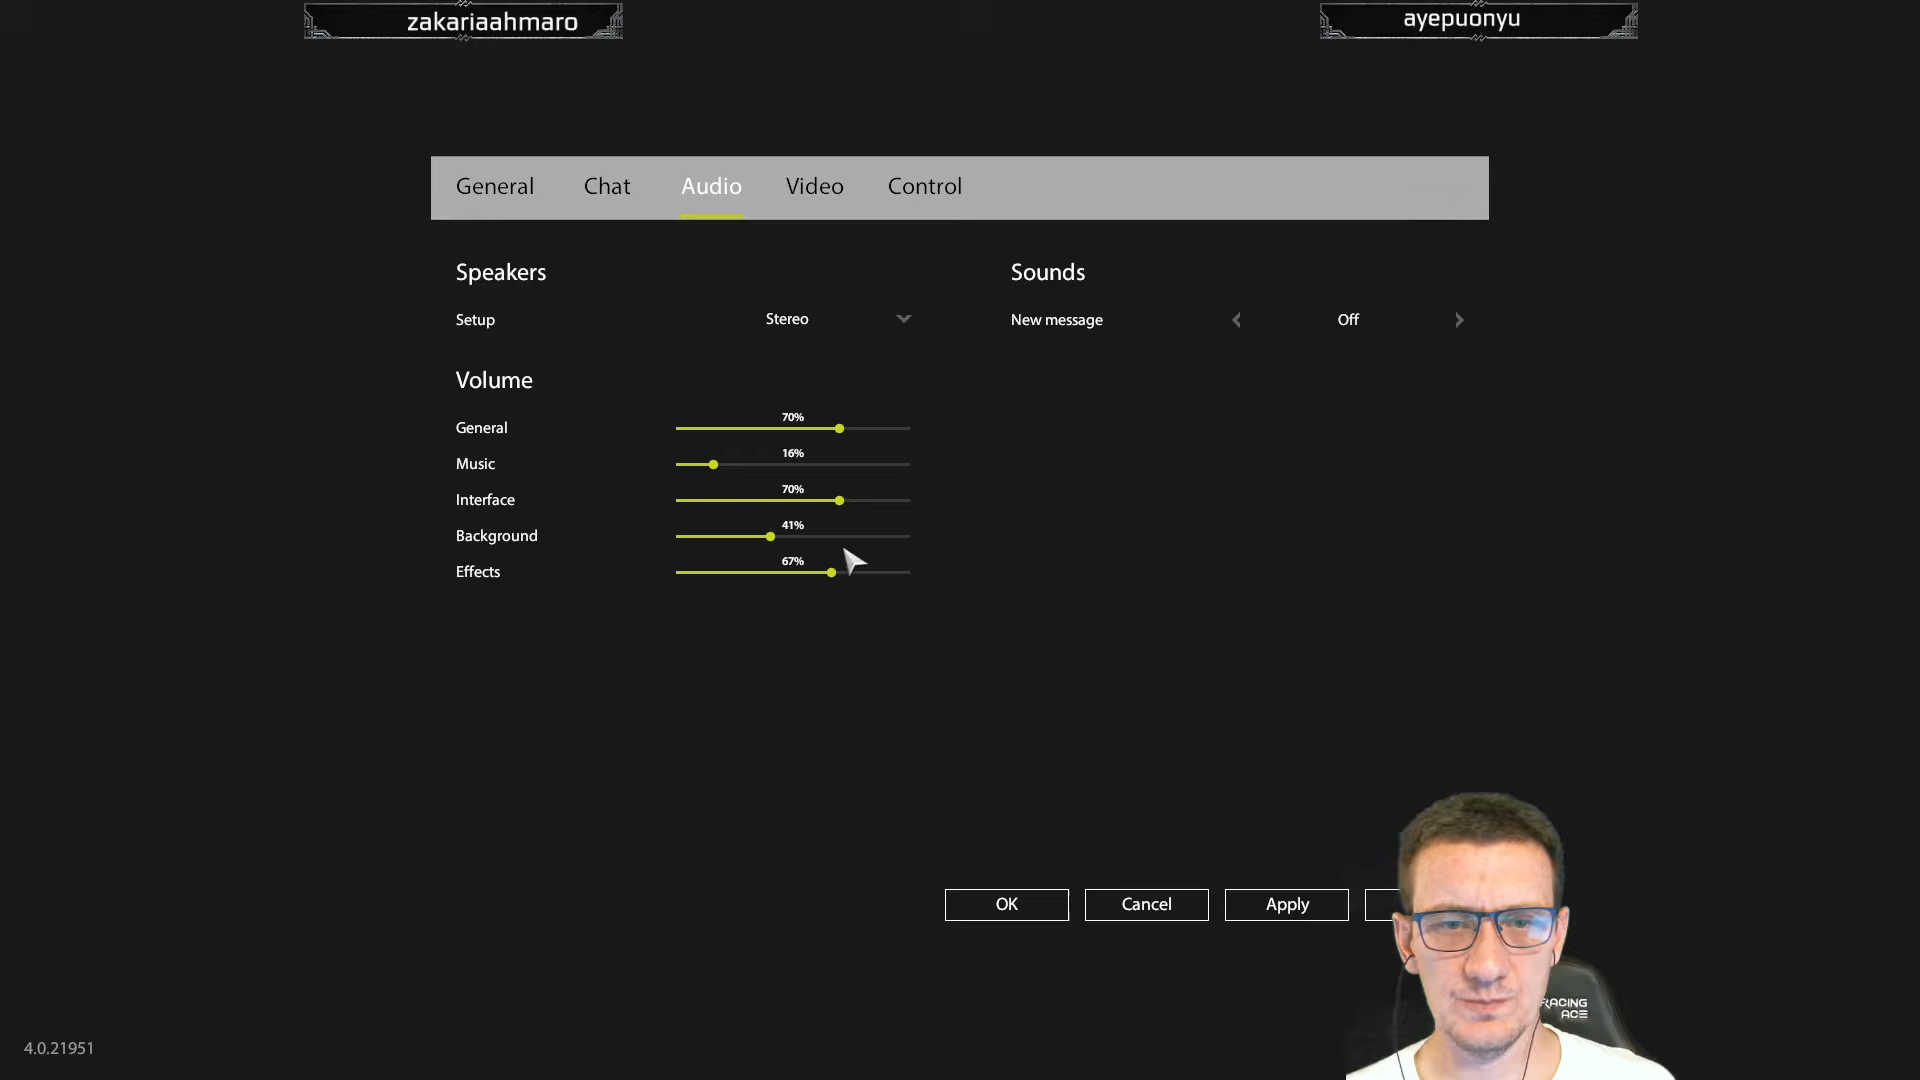 zakariaahmaro
ayepuonyu
General Chat Audio Video Control
Speakers
Setup Stereo
Sounds
New message Off
Volume
General 70%
Music 16%
Interface 70%
Background 41%
Effects 67%
OK Cancel Apply
RACING
ACE
4.0.21951